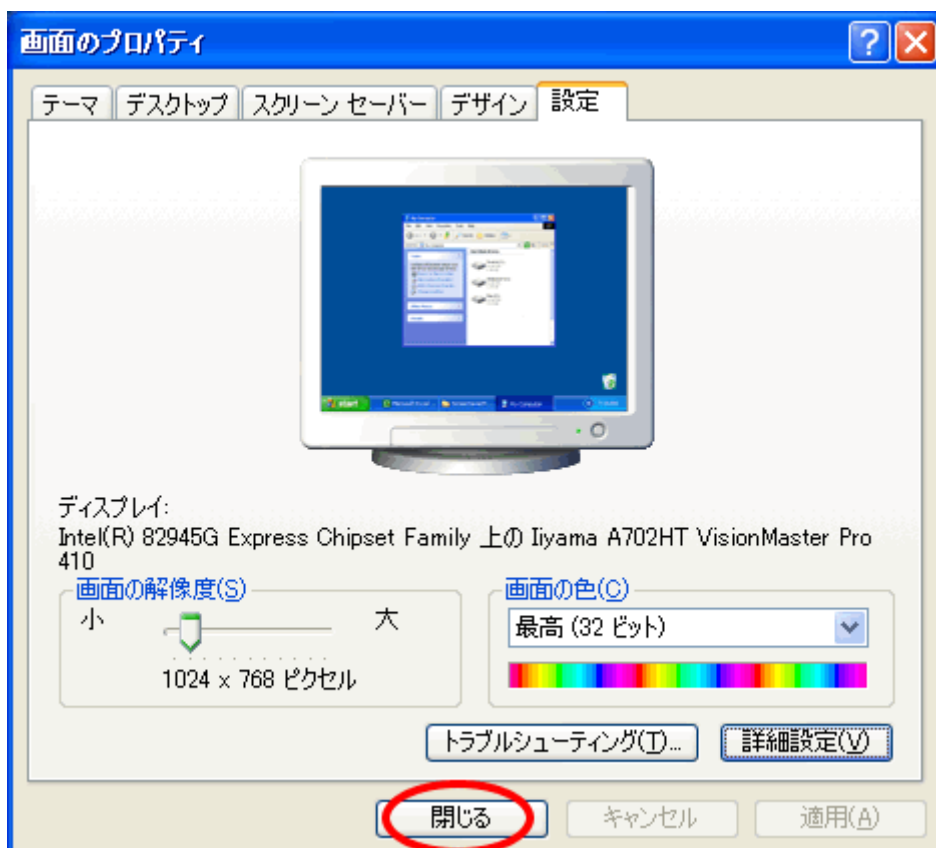 画面のプロパティ
テーマ デスクトップ スクリーン セーバー デザイン 設定
start
My Computer
ディスプレイ:
Intel(R) 82945G Express Chipset Family 上の Iiyama A702HT VisionMaster Pro
410
画面の解像度(S) 画面の色(C)
小 大 最高 (32 ビット)
1024 x 768 ピクセル
トラブルシューティング(T)... 詳細設定(V)
閉じる キャンセル 適用(A)